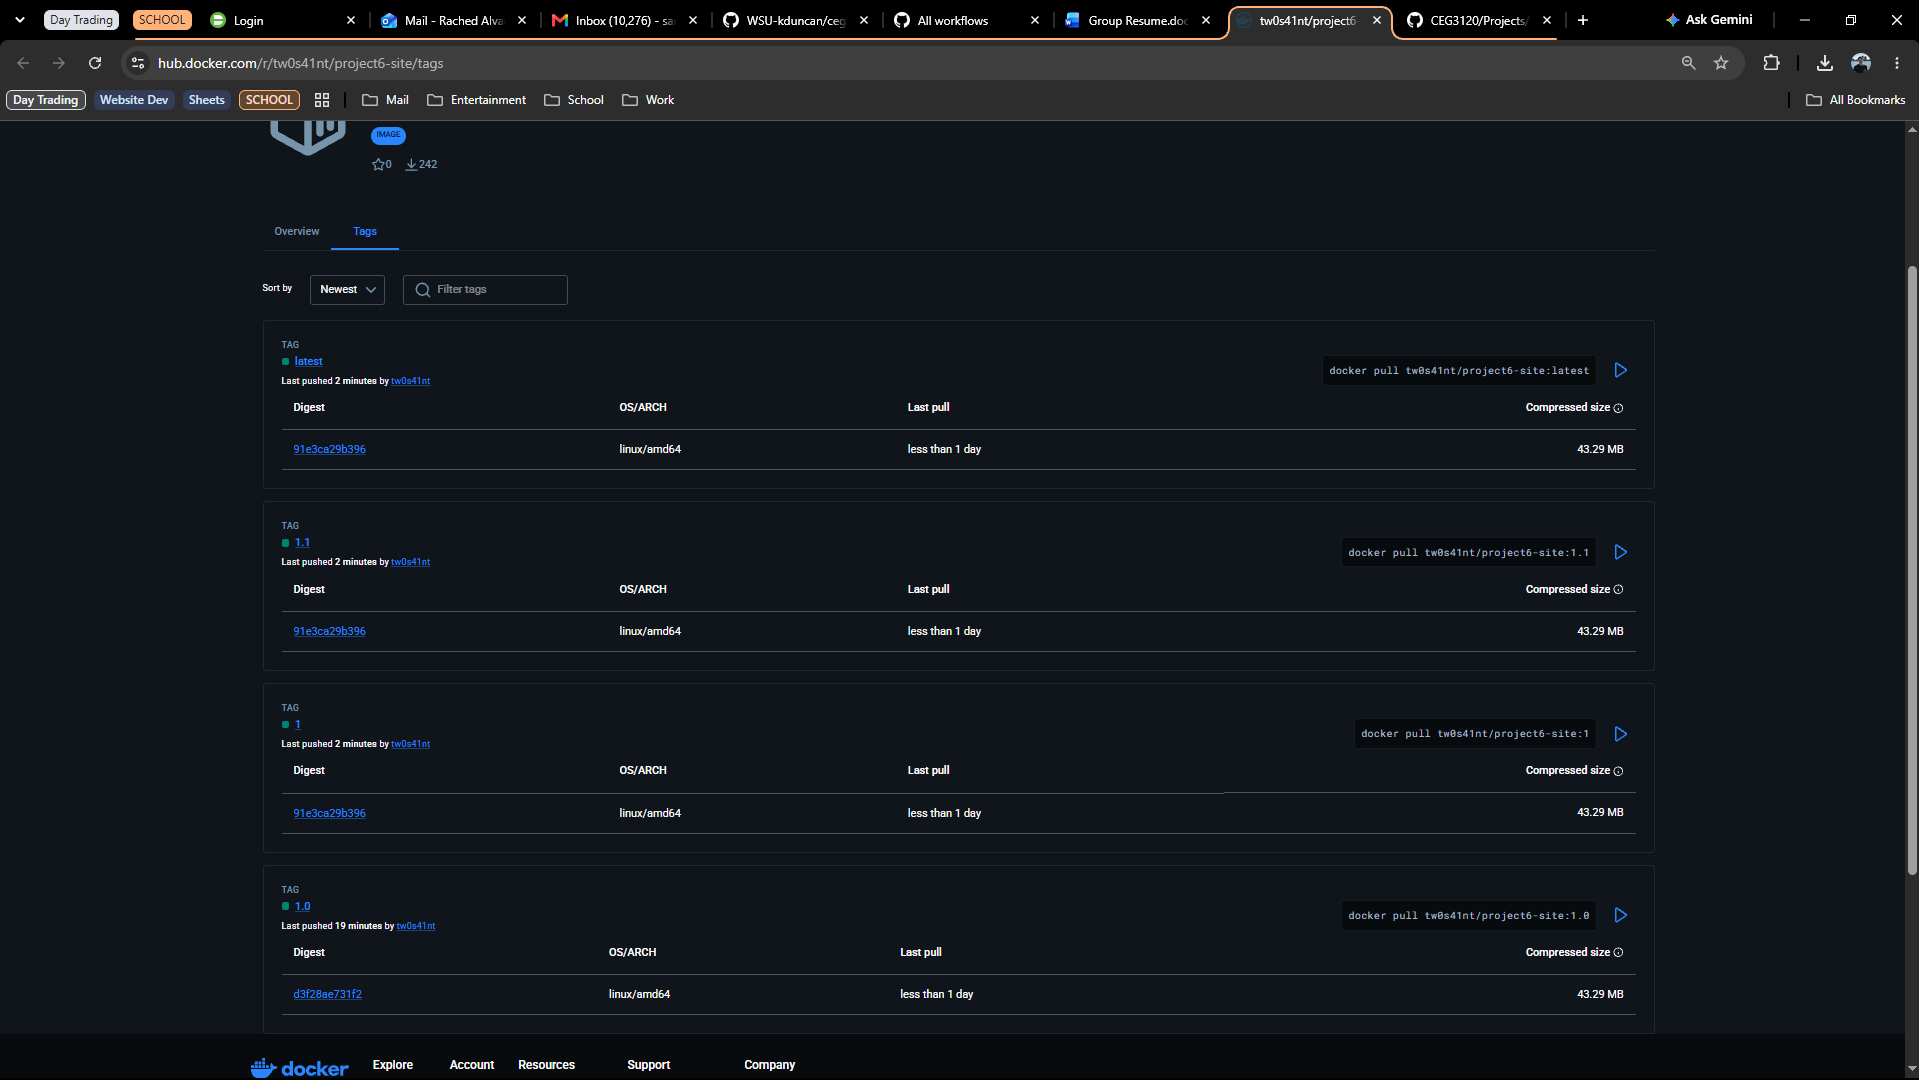 Day Trading
SCHOOL
Login
Mail - Rached Alva
Inbox (10,276) - sa
WSU-kduncan/ceg
All workflows
Group Resume.doc
tw0s41nt/project6-
CEG3120/Projects/
Ask Gemini
hub.docker.com/r/tw0s41nt/project6-site/tags
Day Trading
Website Dev
Sheets
SCHOOL
Mail
Entertainment
School
Work
All Bookmarks
IMAGE
0
242
Overview
Tags
Sort by
Newest
Filter tags
TAG
latest
Last pushed 2 minutes by tw0s41nt
docker pull tw0s41nt/project6-site:latest
Digest OS/ARCH Last pull Compressed size
91e3ca29b396 linux/amd64 less than 1 day 43.29 MB
TAG
1.1
Last pushed 2 minutes by tw0s41nt
docker pull tw0s41nt/project6-site:1.1
Digest OS/ARCH Last pull Compressed size
91e3ca29b396 linux/amd64 less than 1 day 43.29 MB
TAG
1
Last pushed 2 minutes by tw0s41nt
docker pull tw0s41nt/project6-site:1
Digest OS/ARCH Last pull Compressed size
91e3ca29b396 linux/amd64 less than 1 day 43.29 MB
TAG
1.0
Last pushed 19 minutes by tw0s41nt
docker pull tw0s41nt/project6-site:1.0
Digest OS/ARCH Last pull Compressed size
d3f28ae731f2 linux/amd64 less than 1 day 43.29 MB
docker
Explore
Account
Resources
Support
Company